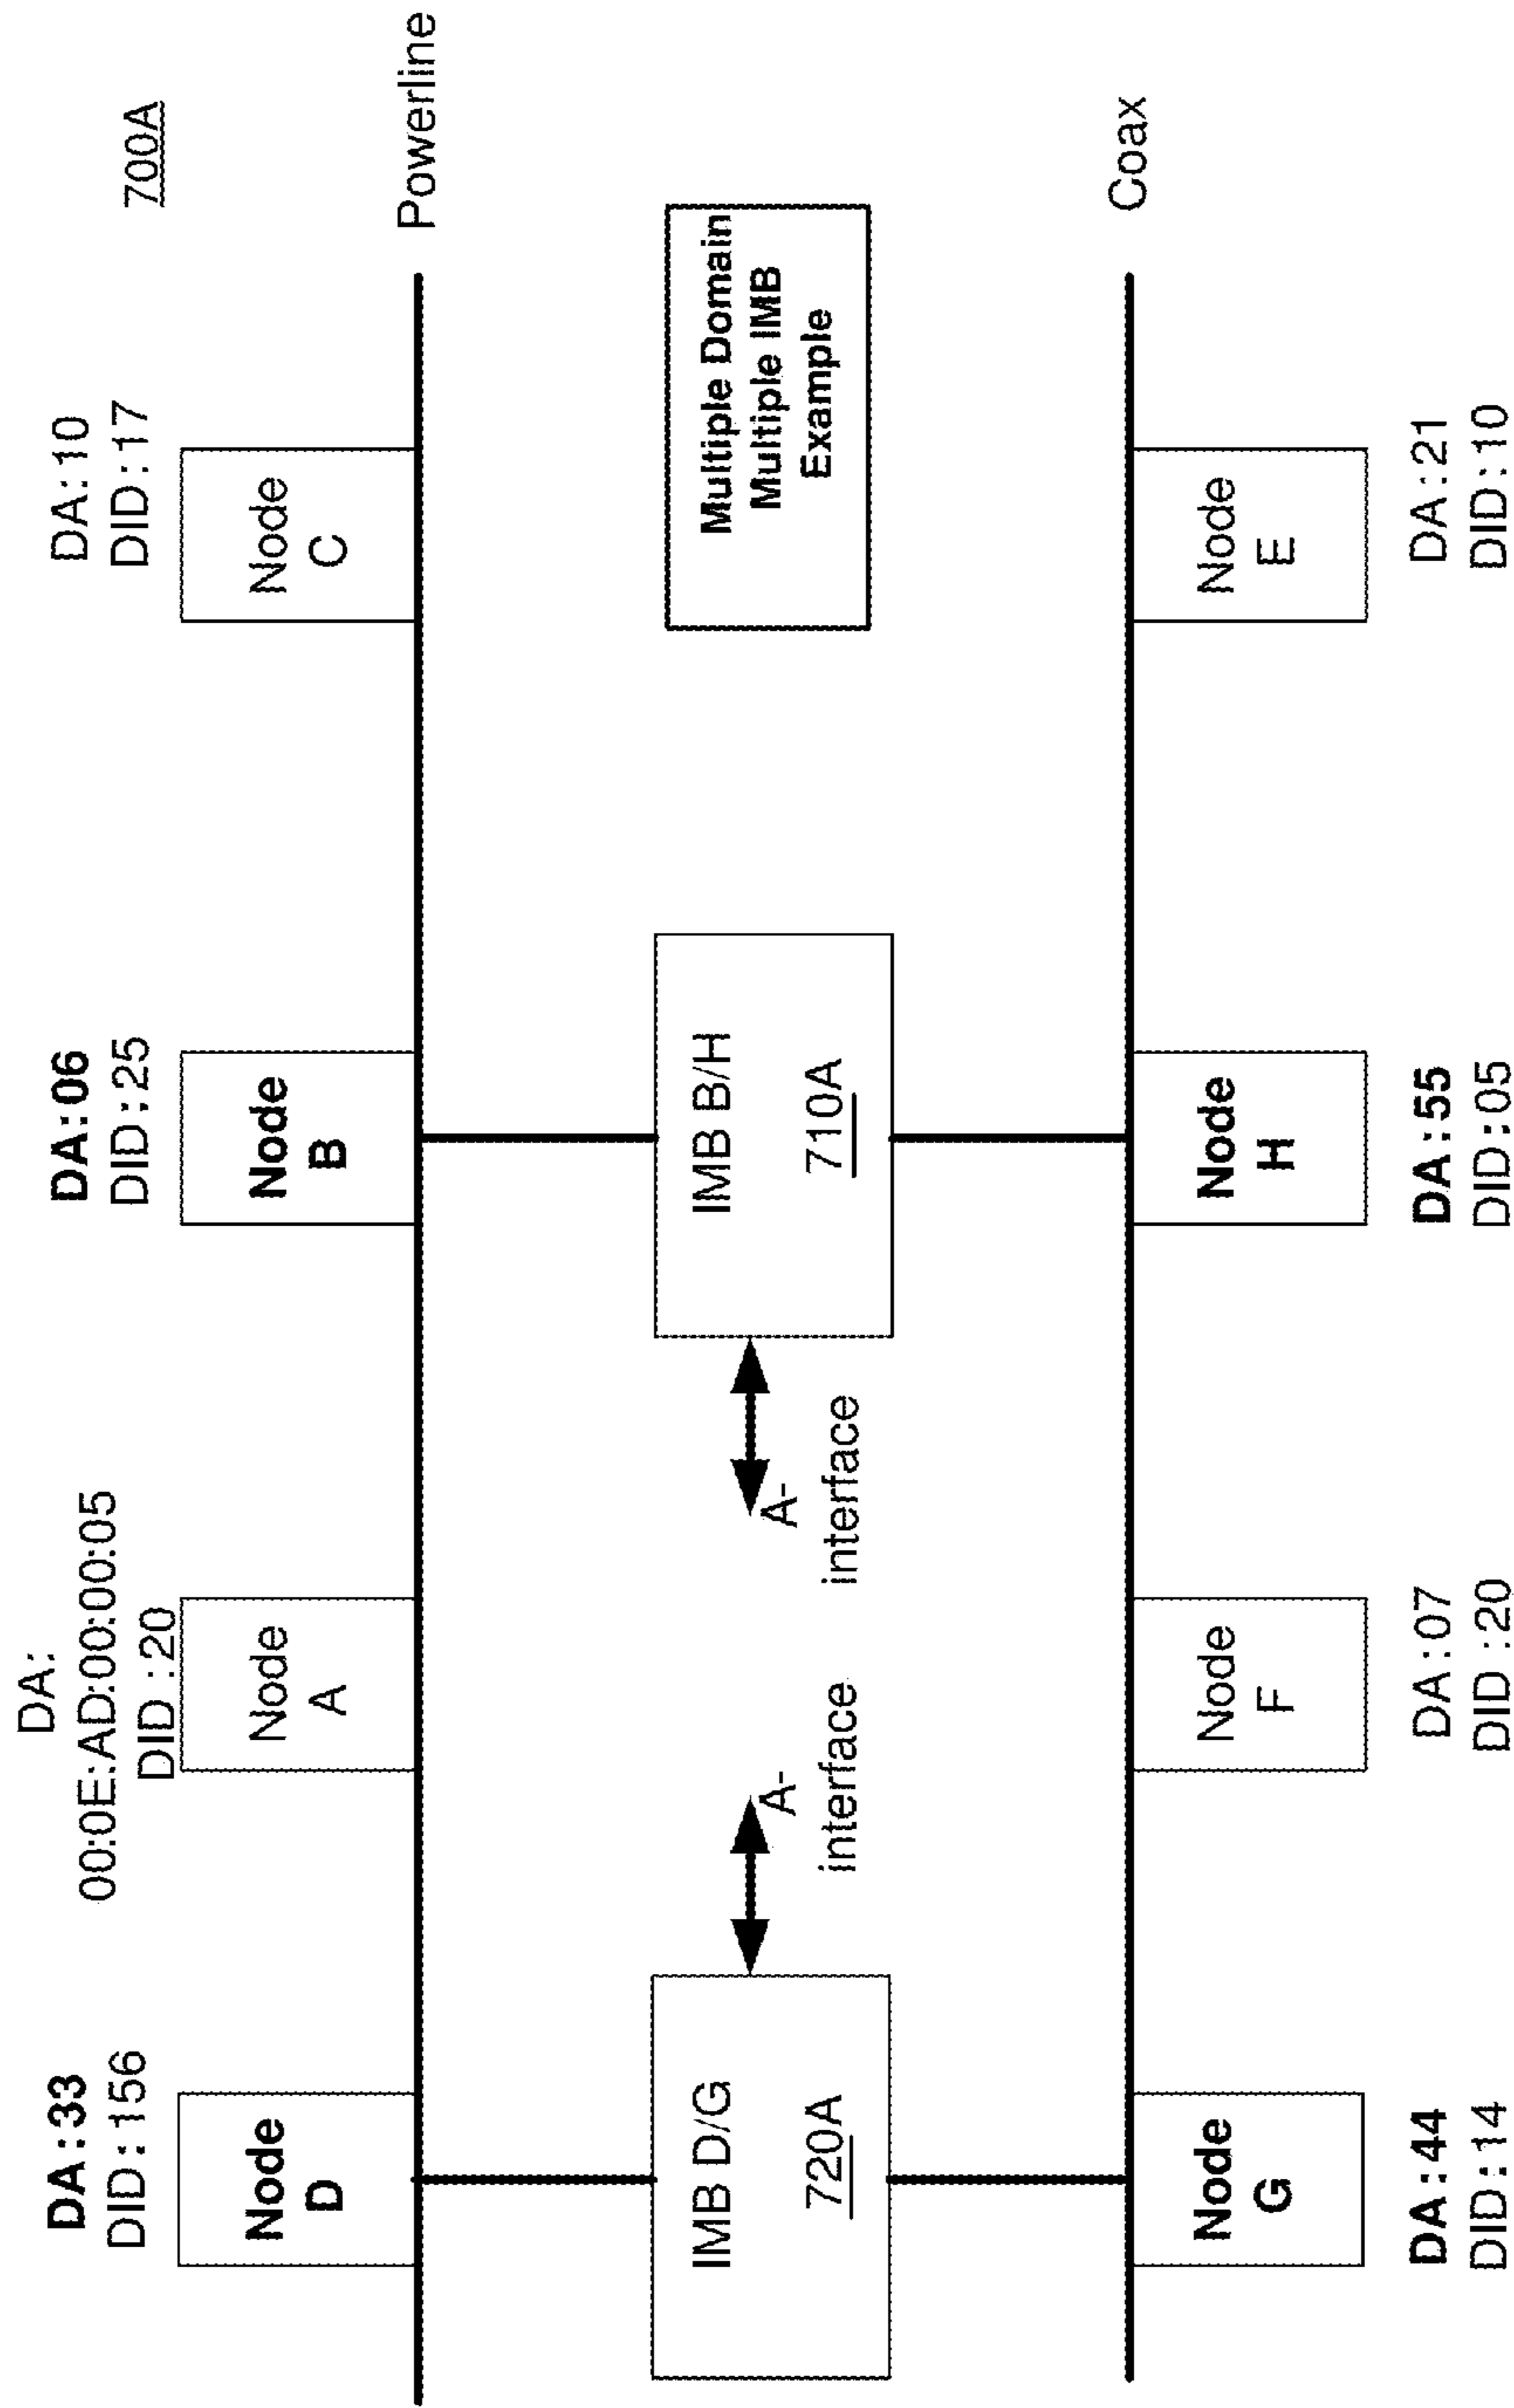 700A
DA:33
DID:156
DA:
00:0E:AD:00:00:05
DID :20
DA:06
DID:25
DA:10
DID:17
Node
D
Node
A
Node
B
Node
C
Powerline
IMB D/G
720A
A-
interface
A-
interface
IMB B/H
710A
Multiple Domain
Multiple IMB
Example
Coax
Node
G
Node
F
Node
H
Node
E
DA:44
DID:14
DA:07
DID :20
DA:55
DID:05
DA:21
DID:10